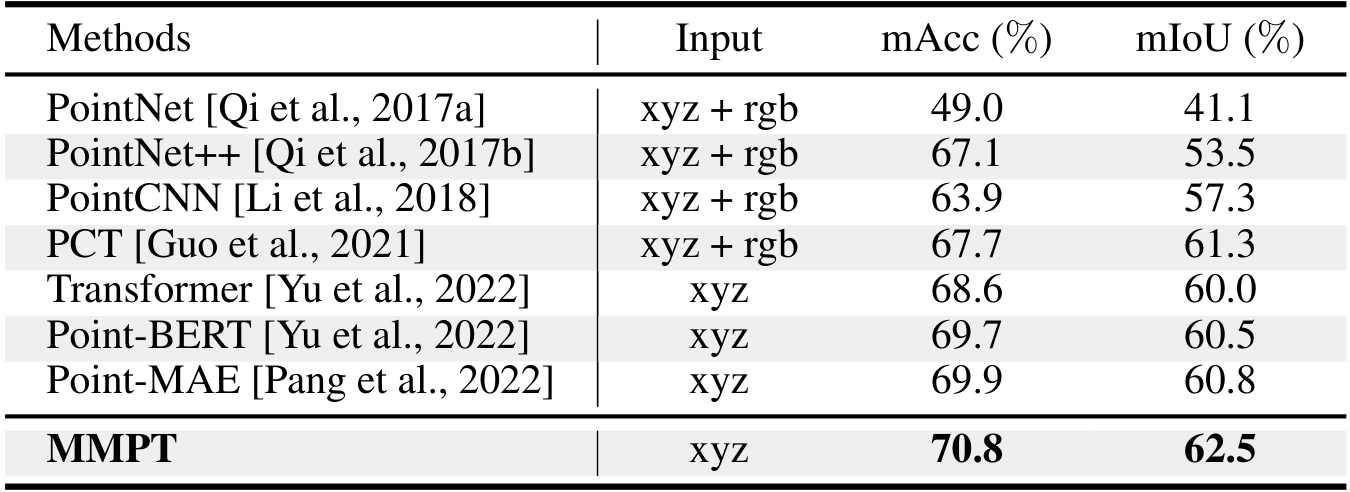 Methods Input mAcc (%) mIoU (%)
PointNet [Qi et al., 2017a] xyz + rgb 49.0 41.1
PointNet++ [Qi et al., 2017b] xyz + rgb 67.1 53.5
PointCNN [Li et al., 2018] xyz + rgb 63.9 57.3
PCT [Guo et al., 2021] xyz + rgb 67.7 61.3
Transformer [Yu et al., 2022] xyz 68.6 60.0
Point-BERT [Yu et al., 2022] xyz 69.7 60.5
Point-MAE [Pang et al., 2022] xyz 69.9 60.8
MMPT xyz 70.8 62.5